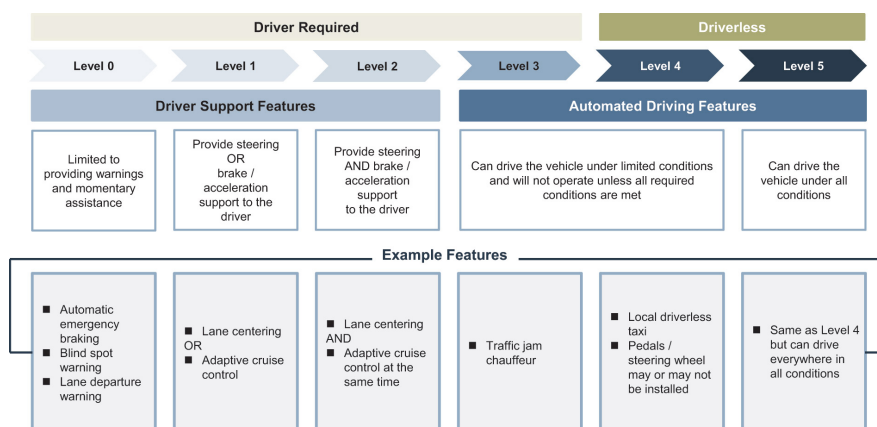 Driver Required
Driverless
Level 0
Level 1
Level 2
Level 3
Level 4
Level 5
Driver Support Features
Automated Driving Features
Limited to
providing warnings
and momentary
assistance
Provide steering
OR
brake /
acceleration
support to the
driver
Provide steering
AND brake /
acceleration
support
to the driver
Can drive the vehicle under limited conditions
and will not operate unless all required
conditions are met
Can drive the
vehicle under all
conditions
Example Features
■ Automatic
emergency
braking
■ Blind spot
warning
■ Lane departure
warning
■ Lane centering
OR
■ Adaptive cruise
control
■ Lane centering
AND
■ Adaptive cruise
control at the
same time
■ Traffic jam
chauffeur
■ Local driverless
taxi
■ Pedals /
steering wheel
may or may not
be installed
■ Same as Level 4
but can drive
everywhere in
all conditions